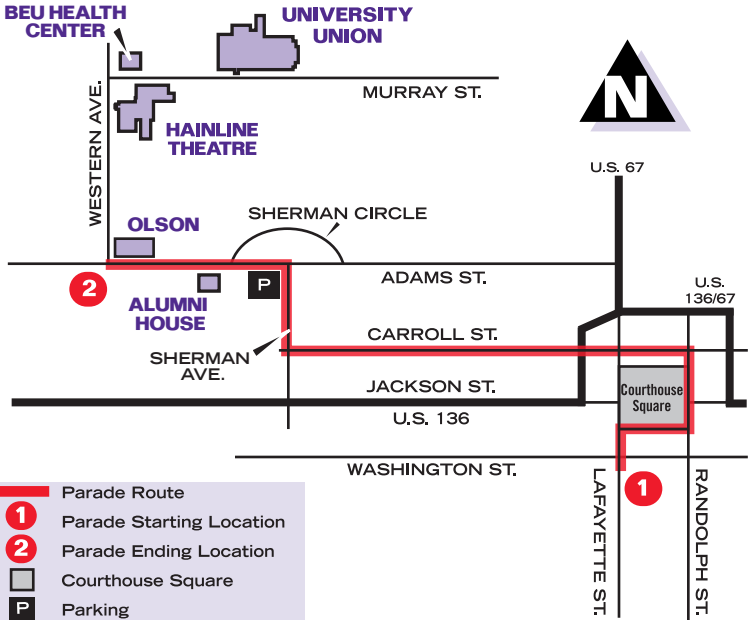 BEU HEALTH
CENTER
UNIVERSITY
UNION
MURRAY ST.
WESTERN AVE.
HAINLINE
THEATRE
N
U.S. 67
OLSON
SHERMAN CIRCLE
2
P
ADAMS ST.
U.S.
136/67
ALUMNI
HOUSE
SHERMAN
AVE.
CARROLL ST.
JACKSON ST.
U.S. 136
Courthouse
Square
WASHINGTON ST.
1
LAFAYETTE ST.
RANDOLPH ST.
Parade Route
1 Parade Starting Location
2 Parade Ending Location
Courthouse Square
P Parking